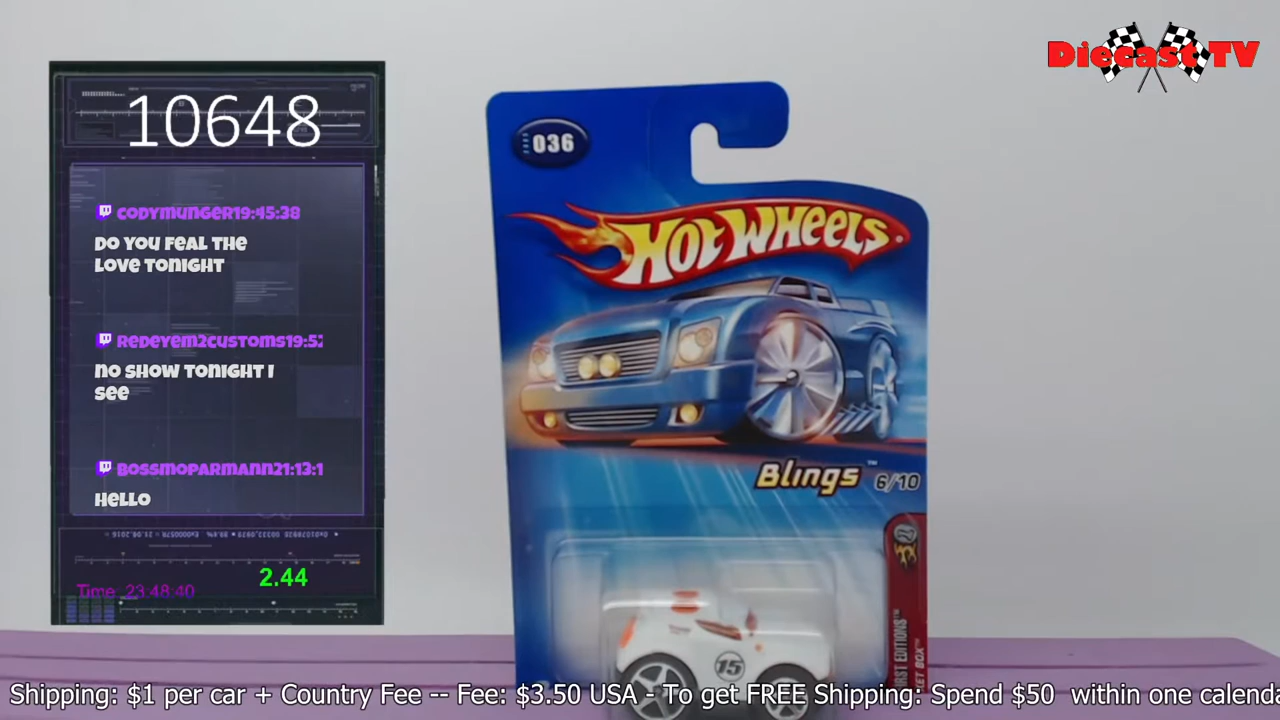 Diecast TV
10648
codymunger19:45:38
Do you feal the
love tonight
Redeyem2customs19:5
no show tonight I
see
Bossmoparmann21:13:1
Hello
Time 23:48:40
2.44
036
HOT WHEELS
Blings™ 6/10
15
Shipping: $1 per car + Country Fee -- Fee: $3.50 USA - To get FREE Shipping: Spend $50 within one calenda